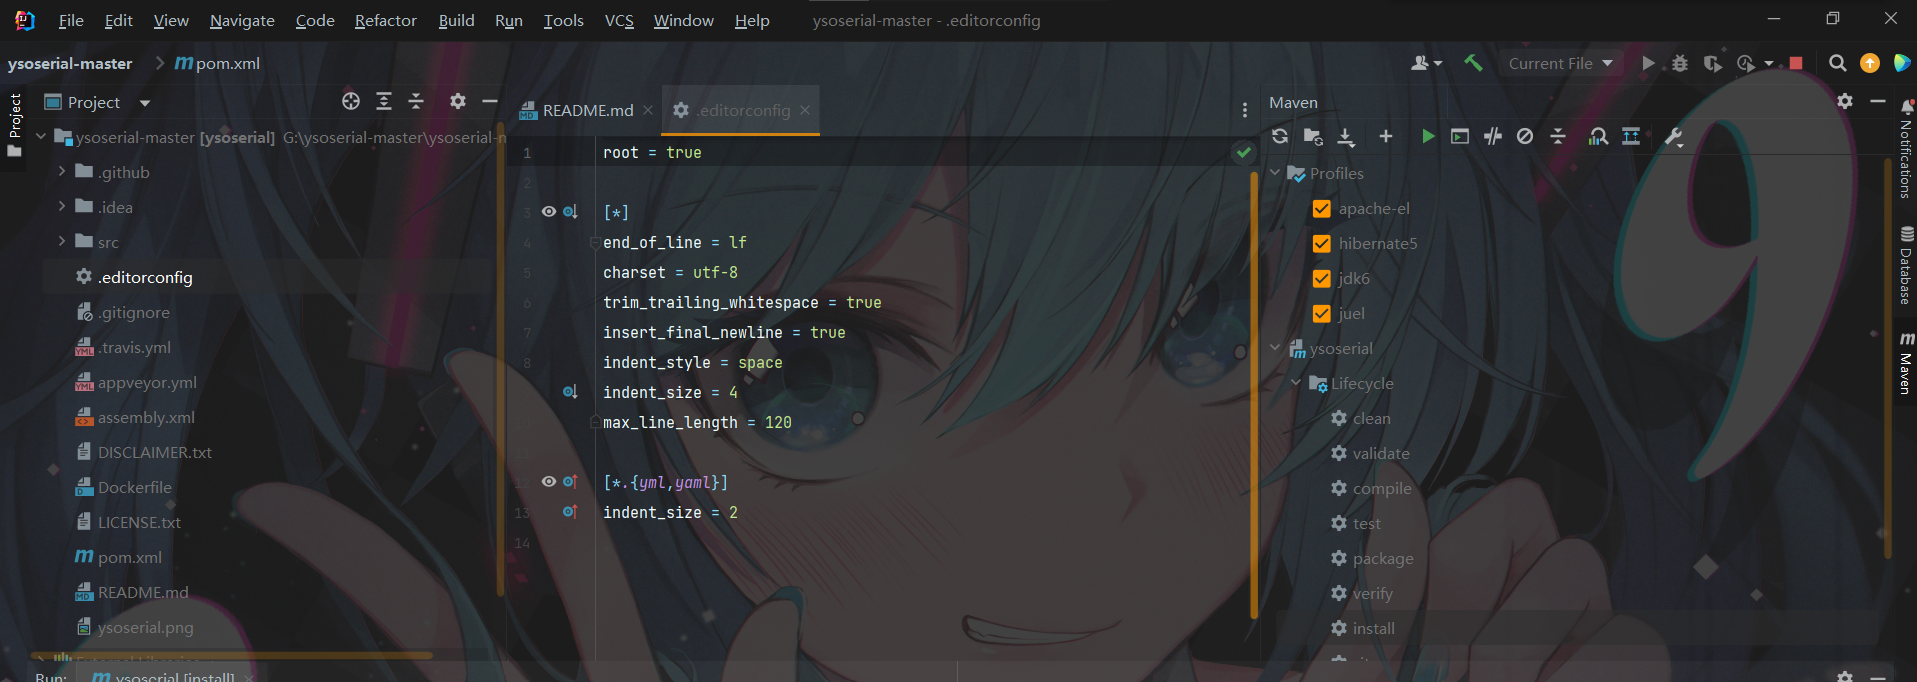 File Edit View Navigate Code Refactor Build Run Tools VCS Window Help ysoserial-master - .editorconfig
ysoserial-master pom.xml Current File
Project
Project
README.md
.editorconfig
Maven
ysoserial-master [ysoserial] G:\ysoserial-master\ysoserial-m
.github
.idea
src
.editorconfig
.gitignore
.travis.yml
appveyor.yml
assembly.xml
DISCLAIMER.txt
Dockerfile
LICENSE.txt
pom.xml
README.md
ysoserial.png
External Libraries
1 root = true
2
3 [*]
4 end_of_line = lf
5 charset = utf-8
6 trim_trailing_whitespace = true
7 insert_final_newline = true
8 indent_style = space
indent_size = 4
max_line_length = 120
12 [*.{yml,yaml}]
13 indent_size = 2
14
Profiles
apache-el
hibernate5
jdk6
juel
ysoserial
Lifecycle
clean
validate
compile
test
package
verify
install
Notifications
Database
Maven
9
Run: ysoserial [install]